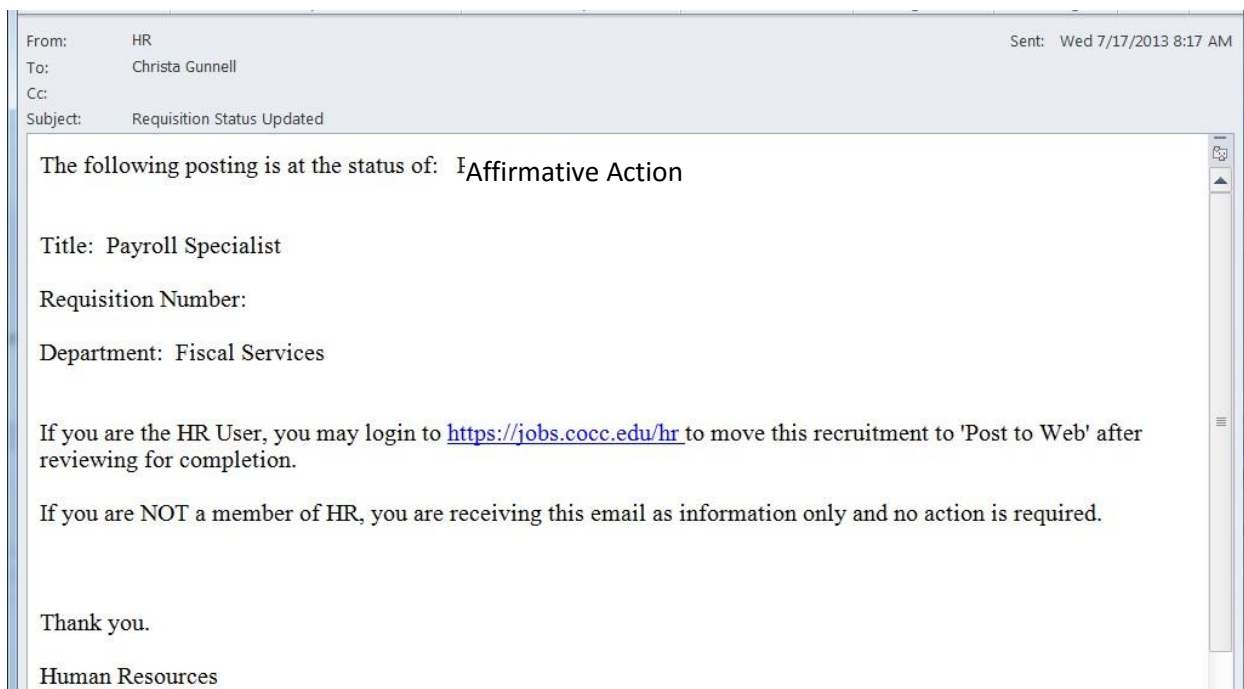 From: HR Sent: Wed 7/17/2013 8:17 AM
To: Christa Gunnell
Cc:
Subject: Requisition Status Updated
The following posting is at the status of: Affirmative Action
Title: Payroll Specialist
Requisition Number:
Department: Fiscal Services
If you are the HR User, you may login to https://jobs.cocc.edu/hr to move this recruitment to 'Post to Web' after
reviewing for completion.
If you are NOT a member of HR, you are receiving this email as information only and no action is required.
Thank you.
Human Resources